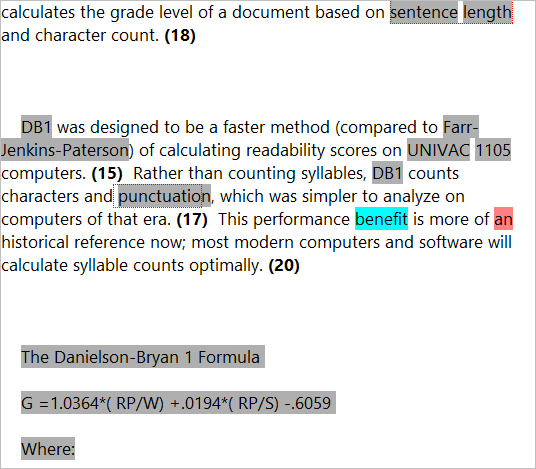 calculates the grade level of a document based on sentence length
and character count. (18)
DB1 was designed to be a faster method (compared to Farr-
Jenkins-Paterson) of calculating readability scores on UNIVAC 1105
computers. (15) Rather than counting syllables, DB1 counts
characters and punctuation, which was simpler to analyze on
computers of that era. (17) This performance benefit is more of an
historical reference now; most modern computers and software will
calculate syllable counts optimally. (20)
The Danielson-Bryan 1 Formula
G =1.0364*( RP/W) +.0194*( RP/S) -.6059
Where: